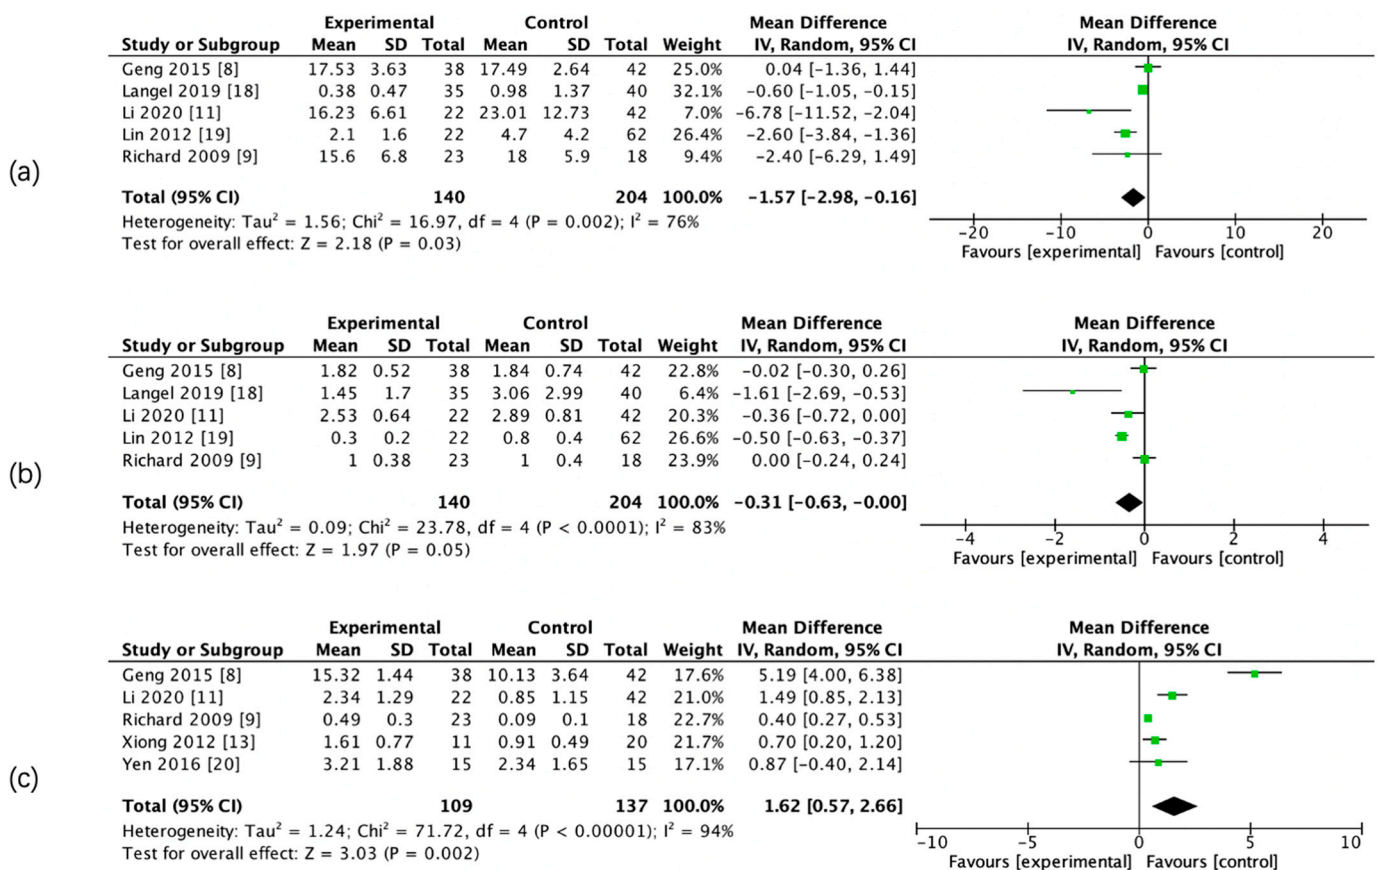 (a)
Experimental Control Mean Difference Mean Difference
Study or Subgroup Mean SD Total Mean SD Total Weight IV, Random, 95% CI IV, Random, 95% CI
Geng 2015 [8] 17.53 3.63 38 17.49 2.64 42 25.0% 0.04 [−1.36, 1.44]
Langel 2019 [18] 0.38 0.47 35 0.98 1.37 40 32.1% −0.60 [−1.05, −0.15]
Li 2020 [11] 16.23 6.61 22 23.01 12.73 42 7.0% −6.78 [−11.52, −2.04]
Lin 2012 [19] 2.1 1.6 22 4.7 4.2 62 26.4% −2.60 [−3.84, −1.36]
Richard 2009 [9] 15.6 6.8 23 18 5.9 18 9.4% −2.40 [−6.29, 1.49]
Total (95% CI) 140 204 100.0% −1.57 [−2.98, −0.16]
Heterogeneity: Tau² = 1.56; Chi² = 16.97, df = 4 (P = 0.002); I² = 76%
Test for overall effect: Z = 2.18 (P = 0.03)
−20 −10 0 10 20
Favours [experimental] Favours [control]
(b)
Experimental Control Mean Difference Mean Difference
Study or Subgroup Mean SD Total Mean SD Total Weight IV, Random, 95% CI IV, Random, 95% CI
Geng 2015 [8] 1.82 0.52 38 1.84 0.74 42 22.8% −0.02 [−0.30, 0.26]
Langel 2019 [18] 1.45 1.7 35 3.06 2.99 40 6.4% −1.61 [−2.69, −0.53]
Li 2020 [11] 2.53 0.64 22 2.89 0.81 42 20.3% −0.36 [−0.72, 0.00]
Lin 2012 [19] 0.3 0.2 22 0.8 0.4 62 26.6% −0.50 [−0.63, −0.37]
Richard 2009 [9] 1 0.38 23 1 0.4 18 23.9% 0.00 [−0.24, 0.24]
Total (95% CI) 140 204 100.0% −0.31 [−0.63, −0.00]
Heterogeneity: Tau² = 0.09; Chi² = 23.78, df = 4 (P < 0.0001); I² = 83%
Test for overall effect: Z = 1.97 (P = 0.05)
−4 −2 0 2 4
Favours [experimental] Favours [control]
(c)
Experimental Control Mean Difference Mean Difference
Study or Subgroup Mean SD Total Mean SD Total Weight IV, Random, 95% CI IV, Random, 95% CI
Geng 2015 [8] 15.32 1.44 38 10.13 3.64 42 17.6% 5.19 [4.00, 6.38]
Li 2020 [11] 2.34 1.29 22 0.85 1.15 42 21.0% 1.49 [0.85, 2.13]
Richard 2009 [9] 0.49 0.3 23 0.09 0.1 18 22.7% 0.40 [0.27, 0.53]
Xiong 2012 [13] 1.61 0.77 11 0.91 0.49 20 21.7% 0.70 [0.20, 1.20]
Yen 2016 [20] 3.21 1.88 15 2.34 1.65 15 17.1% 0.87 [−0.40, 2.14]
Total (95% CI) 109 137 100.0% 1.62 [0.57, 2.66]
Heterogeneity: Tau² = 1.24; Chi² = 71.72, df = 4 (P < 0.00001); I² = 94%
Test for overall effect: Z = 3.03 (P = 0.002)
−10 −5 0 5 10
Favours [experimental] Favours [control]